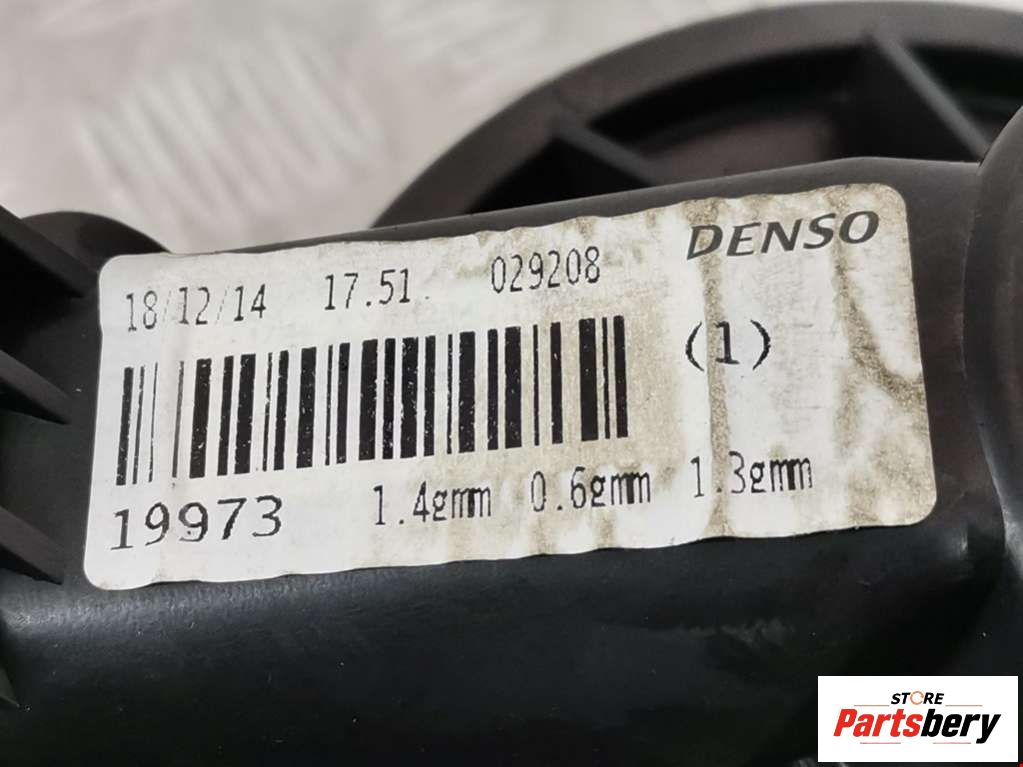 DENSO
18/12/14 17.51 029208
(1)
19973 1.4gmm 0.6gmm 1.3gmm
STORE
Partsbery